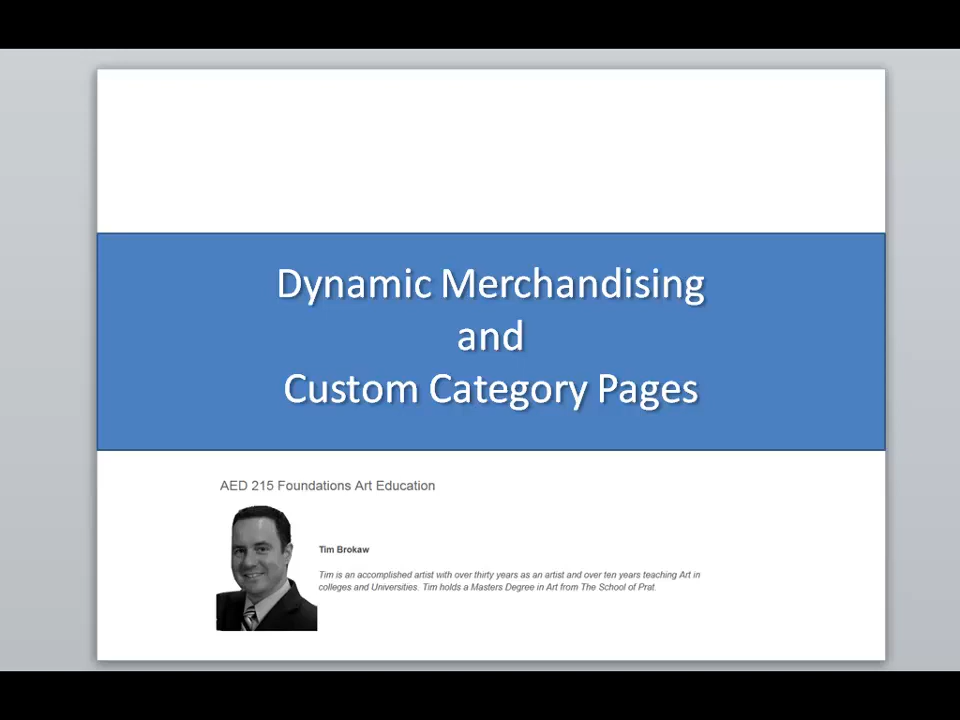 Dynamic Merchandising
and
Custom Category Pages
AED 215 Foundations Art Education
Tim Brokaw
Tim is an accomplished artist with over thirty years as an artist and over ten years teaching Art in
colleges and Universities. Tim holds a Masters Degree in Art from The School of Prat.